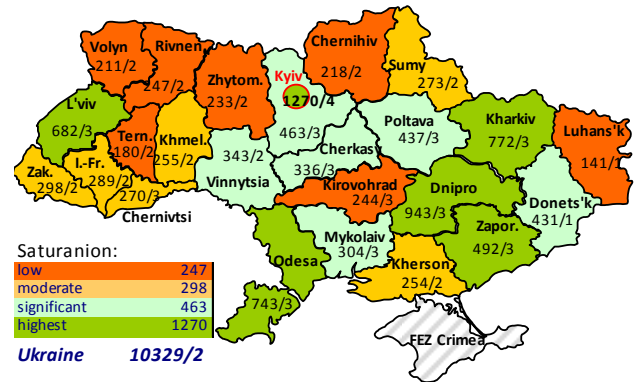 Volyn
211/2
Rivnen.
247/2
Zhytom.
233/2
Kyiv
1270/4
463/3
Chernihiv
218/2
Sumy
273/2
L'viv
682/3
Tern.
180/2
Khmel.
255/2
343/2
Vinnytsia
Cherkas
336/3
Poltava
437/3
Kharkiv
772/3
Luhans'k
141/1
Zak.
298/2
I.-Fr.
289/2
270/3
Chernivtsi
Kirovohrad
244/3
Dnipro
943/3
Donets'k
431/1
Zapor.
492/3
Mykolaiv
304/3
Odesa
743/3
Kherson
254/2
FEZ Crimea
Saturanion:
low 247
moderate 298
significant 463
highest 1270
Ukraine 10329/2